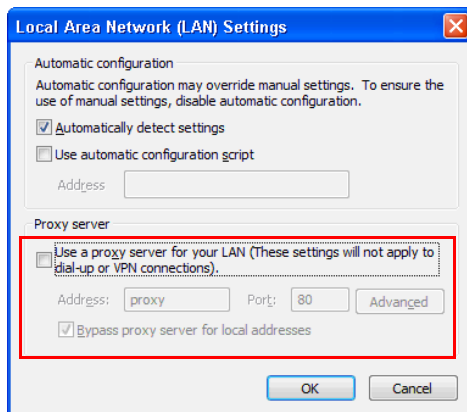 Local Area Network (LAN) Settings
Automatic configuration
Automatic configuration may override manual settings. To ensure the
use of manual settings, disable automatic configuration.
Automatically detect settings
Use automatic configuration script
Address
Proxy server
Use a proxy server for your LAN (These settings will not apply to
dial-up or VPN connections).
Address: proxy Port: 80 Advanced
Bypass proxy server for local addresses
OK Cancel